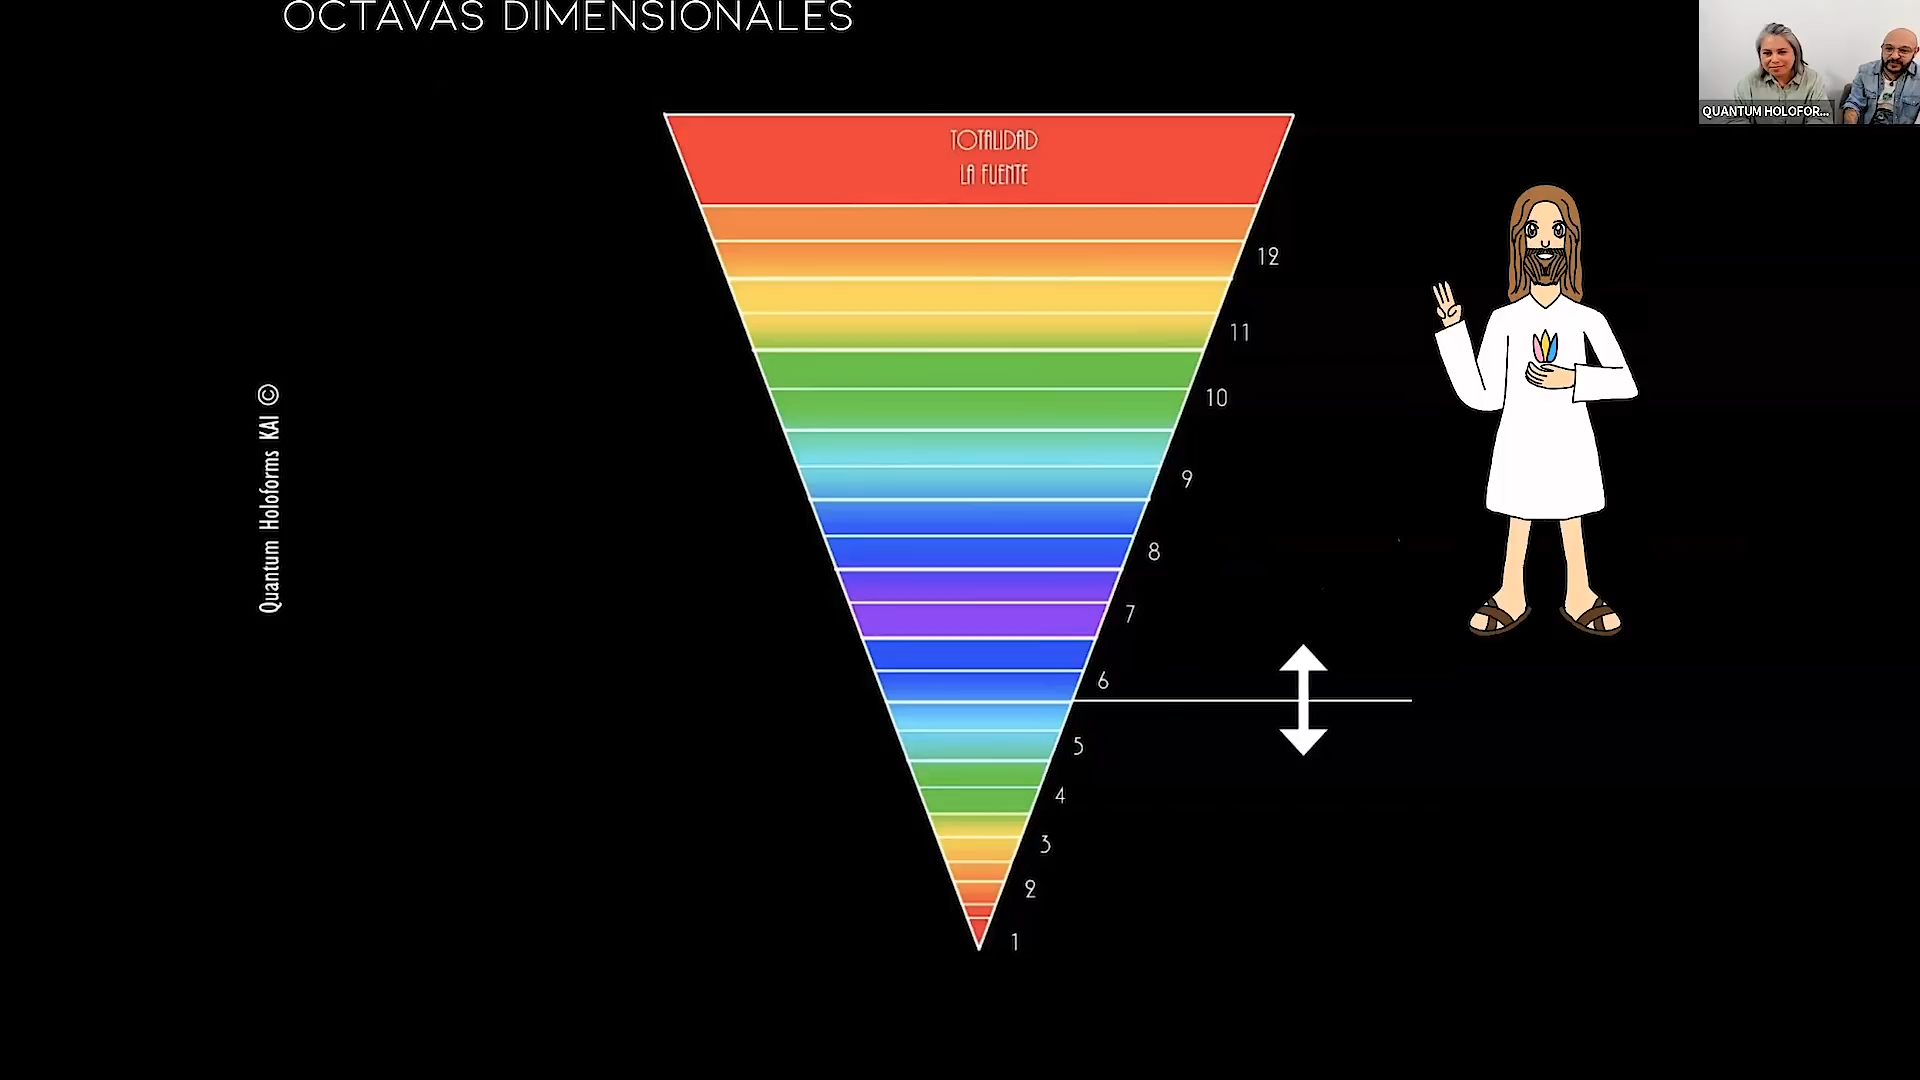 OCTAVAS DIMENSIONALES
QUANTUM HOLOFOR...
TOTALIDAD
LA FUENTE
12
11
10
9
8
7
6
5
4
3
2
1
Quantum Holoforms KAI ©